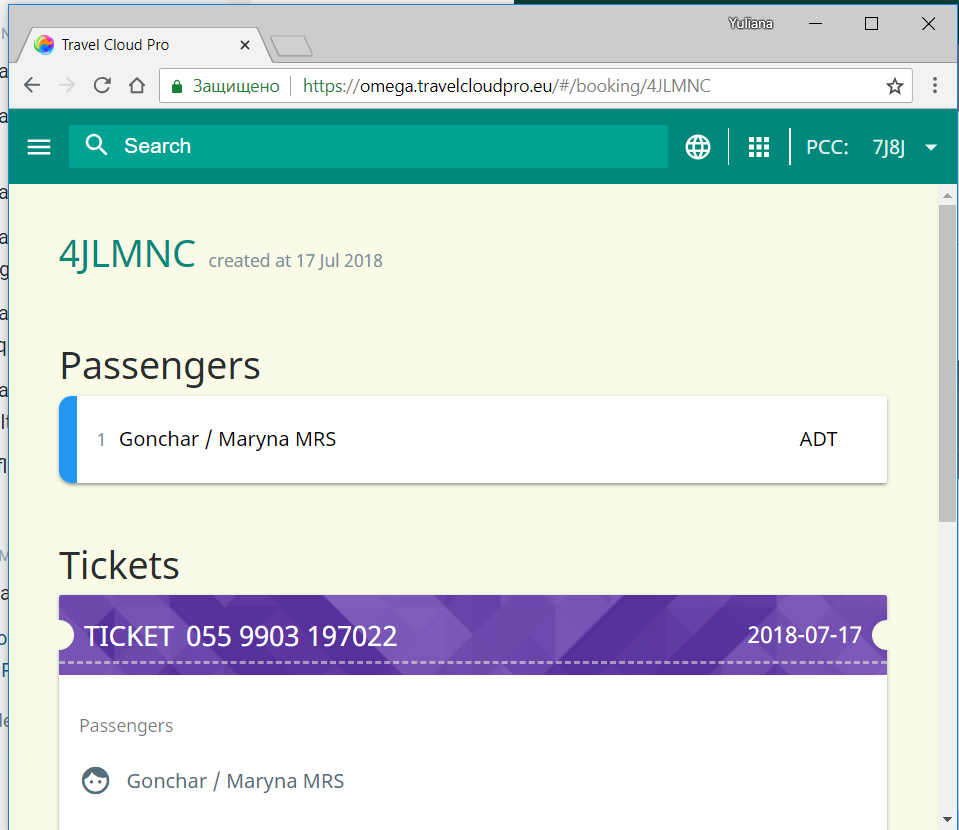 Yuliana
Travel Cloud Pro
Защищено https://omega.travelcloudpro.eu/#/booking/4JLMNC
Search PCC: 7J8J
4JLMNC created at 17 Jul 2018
Passengers
1 Gonchar / Maryna MRS ADT
Tickets
TICKET 055 9903 197022 2018-07-17
Passengers
Gonchar / Maryna MRS